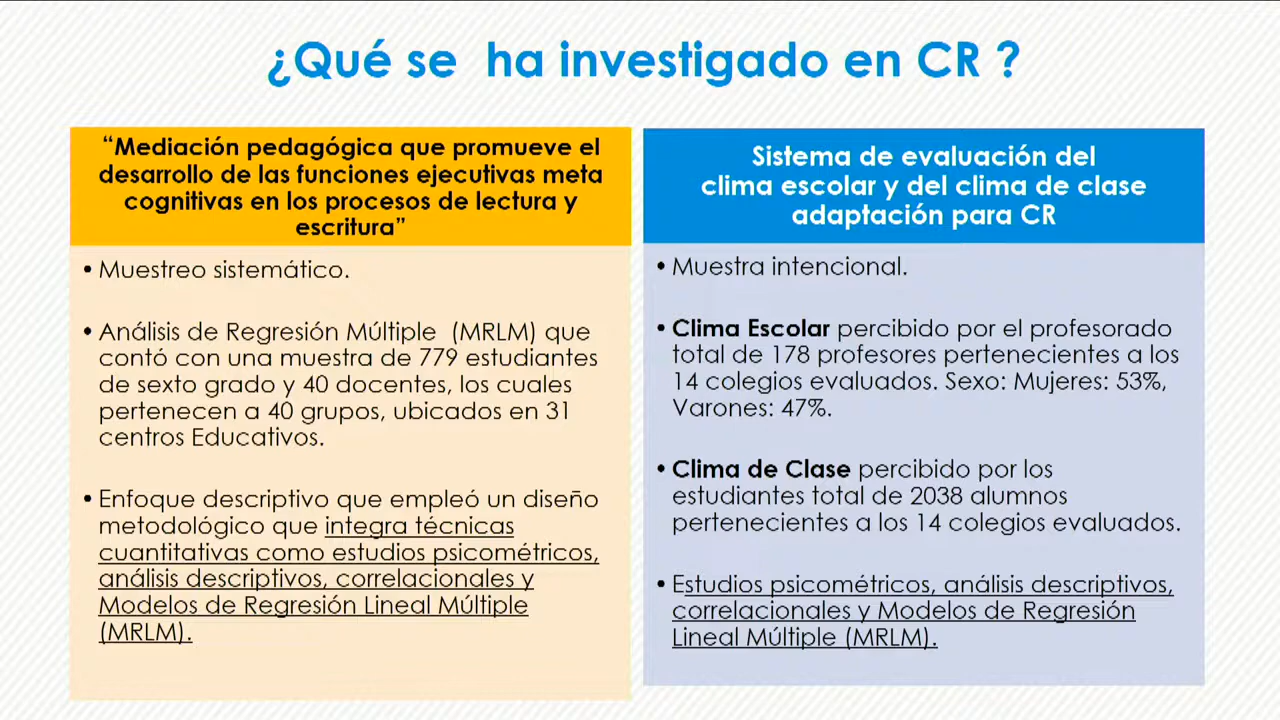 ¿Qué se  ha investigado en CR ?
“Mediación pedagógica que promueve el
desarrollo de las funciones ejecutivas meta
cognitivas en los procesos de lectura y
escritura”
• Muestreo sistemático.
• Análisis de Regresión Múltiple  (MRLM) que
contó con una muestra de 779 estudiantes
de sexto grado y 40 docentes, los cuales
pertenecen a 40 grupos, ubicados en 31
centros Educativos.
• Enfoque descriptivo que empleó un diseño
metodológico que integra técnicas
cuantitativas como estudios psicométricos,
análisis descriptivos, correlacionales y
Modelos de Regresión Lineal Múltiple
(MRLM).
Sistema de evaluación del
clima escolar y del clima de clase
adaptación para CR
• Muestra intencional.
• Clima Escolar percibido por el profesorado
total de 178 profesores pertenecientes a los
14 colegios evaluados. Sexo: Mujeres: 53%,
Varones: 47%.
• Clima de Clase percibido por los
estudiantes total de 2038 alumnos
pertenecientes a los 14 colegios evaluados.
• Estudios psicométricos, análisis descriptivos,
correlacionales y Modelos de Regresión
Lineal Múltiple (MRLM).